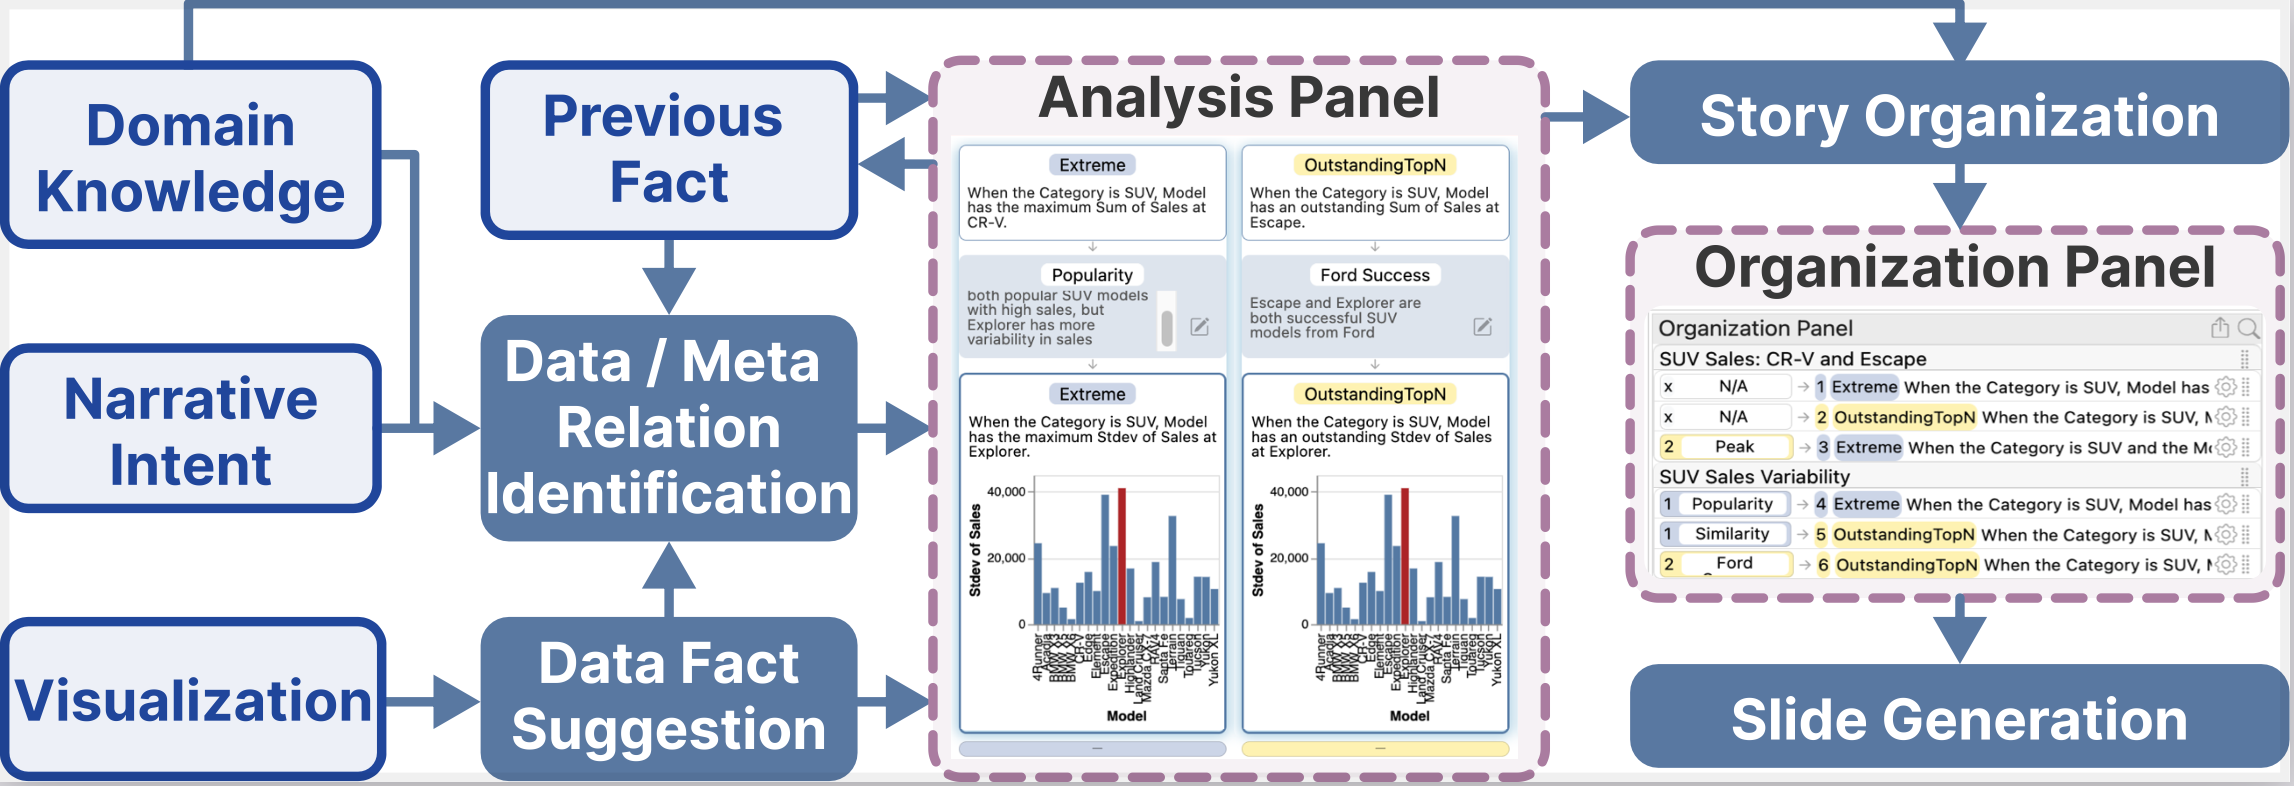 Domain
Knowledge
Narrative
Intent
Visualization
Previous
Fact
Data / Meta
Relation
Identification
Data Fact
Suggestion
Analysis Panel
Extreme
When the Category is SUV, Model
has the maximum Sum of Sales at
CR-V.
Popularity
both popular SUV models
with high sales, but
Explorer has more
variability in sales
Extreme
When the Category is SUV, Model
has the maximum Stdev of Sales at
Explorer.
Stdev of Sales
40,000
20,000
0
4Runner
Acadia
CR-V
Edge
Element
Escape
Expedition
Explorer
Highlander
Land Cruiser
RAV4
Santa Fe
Terrain
Tiguan
Touareg
Tucson
Yukon
Yukon XL
Model
OutstandingTopN
When the Category is SUV, Model
has an outstanding Sum of Sales at
Escape.
Ford Success
Escape and Explorer are
both successful SUV
models from Ford
OutstandingTopN
When the Category is SUV, Model
has an outstanding Stdev of Sales
at Explorer.
Stdev of Sales
40,000
20,000
0
4Runner
Acadia
CR-V
Edge
Element
Escape
Expedition
Explorer
Highlander
Land Cruiser
RAV4
Santa Fe
Terrain
Tiguan
Touareg
Tucson
Yukon
Yukon XL
Model
Story Organization
Organization Panel
Organization Panel
SUV Sales: CR-V and Escape
x N/A → 1 Extreme When the Category is SUV, Model has
x N/A → 2 OutstandingTopN When the Category is SUV,
2 Peak → 3 Extreme When the Category is SUV and the
SUV Sales Variability
1 Popularity → 4 Extreme When the Category is SUV, Model has
1 Similarity → 5 OutstandingTopN When the Category is SUV,
2 Ford → 6 OutstandingTopN When the Category is SUV,
Slide Generation